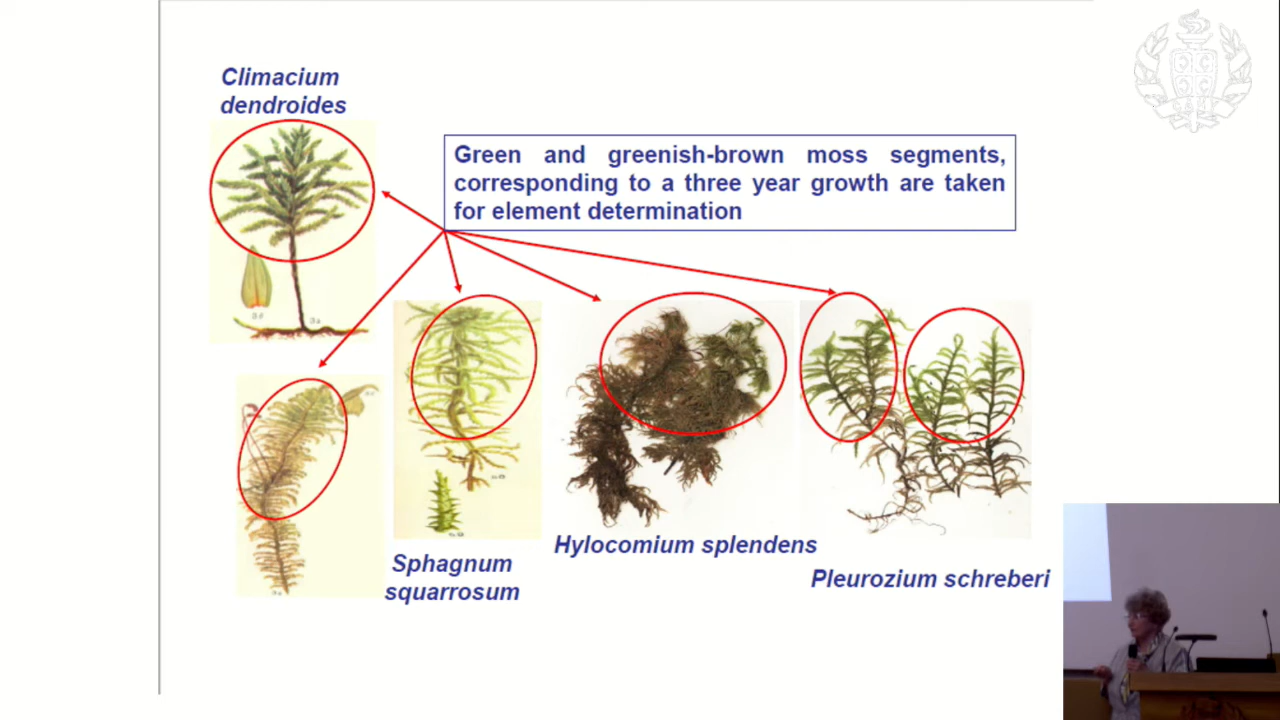 Climacium
dendroides
Green and greenish-brown moss segments,
corresponding to a three year growth are taken
for element determination
Sphagnum
squarrosum
Hylocomium splendens
Pleurozium schreberi